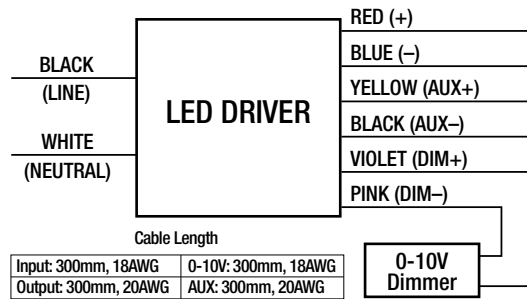 RED (+)
BLUE (–)
YELLOW (AUX+)
BLACK (AUX–)
VIOLET (DIM+)
PINK (DIM–)
BLACK
(LINE)
WHITE
(NEUTRAL)
LED DRIVER
0-10V
Dimmer
Cable Length
Input: 300mm, 18AWG 0-10V: 300mm, 18AWG
Output: 300mm, 20AWG AUX: 300mm, 20AWG